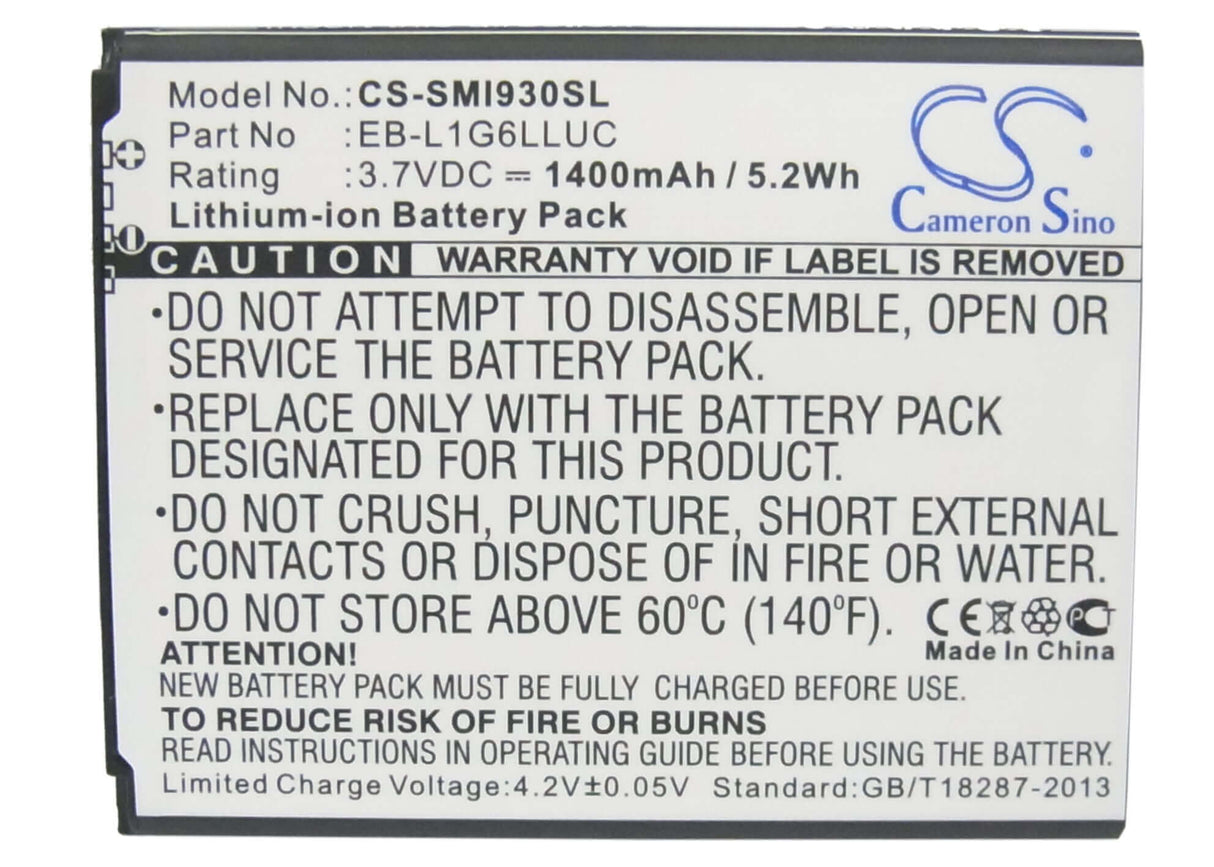 Model No.:CS-SMI930SL
Part No :EB-L1G6LLUC
Rating :3.7VDC ⎓ 1400mAh / 5.2Wh
Lithium-ion Battery Pack
CS ®
Cameron Sino
CAUTION WARRANTY VOID IF LABEL IS REMOVED
•DO NOT ATTEMPT TO DISASSEMBLE, OPEN OR
SERVICE THE BATTERY PACK.
•REPLACE ONLY WITH THE BATTERY PACK
DESIGNATED FOR THIS PRODUCT.
•DO NOT CRUSH, PUNCTURE, SHORT EXTERNAL
CONTACTS OR DISPOSE OF IN FIRE OR WATER.
•DO NOT STORE ABOVE 60°C (140°F). CE PCT
Made In China
ATTENTION!
NEW BATTERY PACK MUST BE FULLY CHARGED BEFORE USE.
TO REDUCE RISK OF FIRE OR BURNS
READ INSTRUCTIONS IN OPERATING GUIDE BEFORE USING THE BATTERY.
Limited Charge Voltage:4.2V±0.05V Standard:GB/T18287-2013